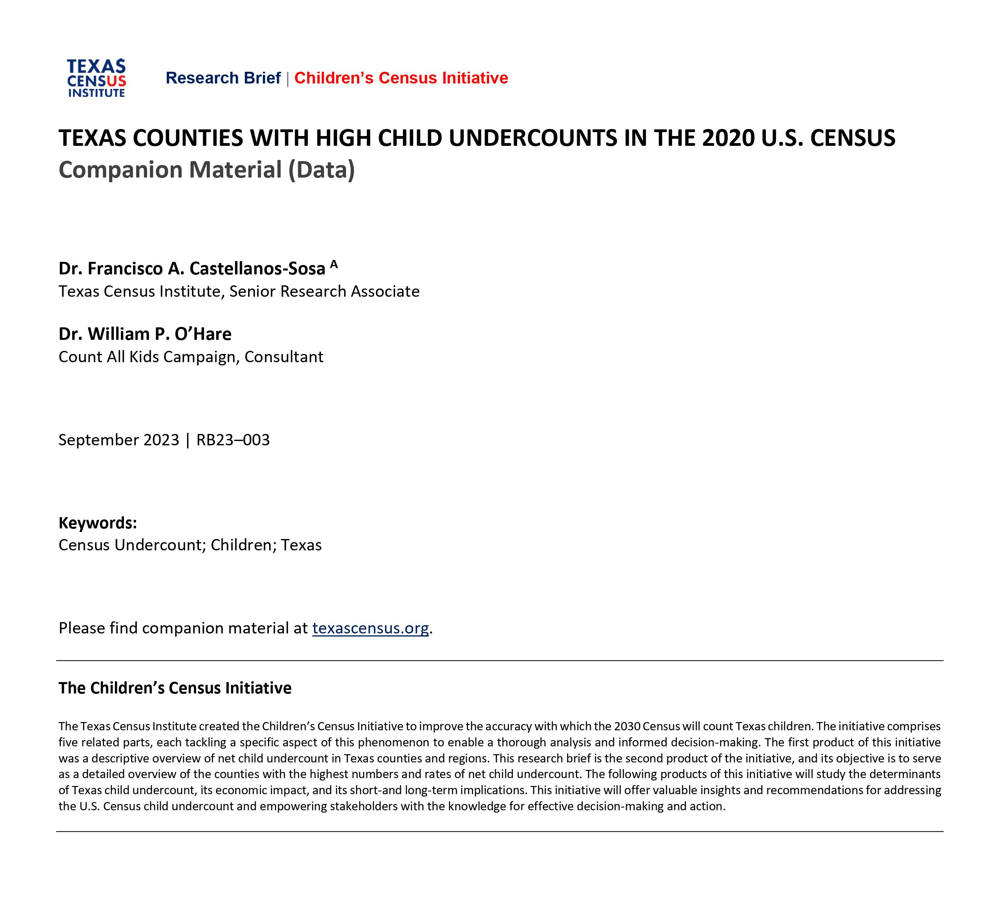 TEXAS
CENSUS
INSTITUTE
Research Brief | Children’s Census Initiative
TEXAS COUNTIES WITH HIGH CHILD UNDERCOUNTS IN THE 2020 U.S. CENSUS
Companion Material (Data)
Dr. Francisco A. Castellanos-Sosa A
Texas Census Institute, Senior Research Associate
Dr. William P. O’Hare
Count All Kids Campaign, Consultant
September 2023 | RB23–003
Keywords:
Census Undercount; Children; Texas
Please find companion material at texascensus.org.
The Children’s Census Initiative
The Texas Census Institute created the Children’s Census Initiative to improve the accuracy with which the 2030 Census will count Texas children. The initiative comprises
five related parts, each tackling a specific aspect of this phenomenon to enable a thorough analysis and informed decision-making. The first product of this initiative
was a descriptive overview of net child undercount in Texas counties and regions. This research brief is the second product of the initiative, and its objective is to serve
as a detailed overview of the counties with the highest numbers and rates of net child undercount. The following products of this initiative will study the determinants
of Texas child undercount, its economic impact, and its short-and long-term implications. This initiative will offer valuable insights and recommendations for addressing
the U.S. Census child undercount and empowering stakeholders with the knowledge for effective decision-making and action.